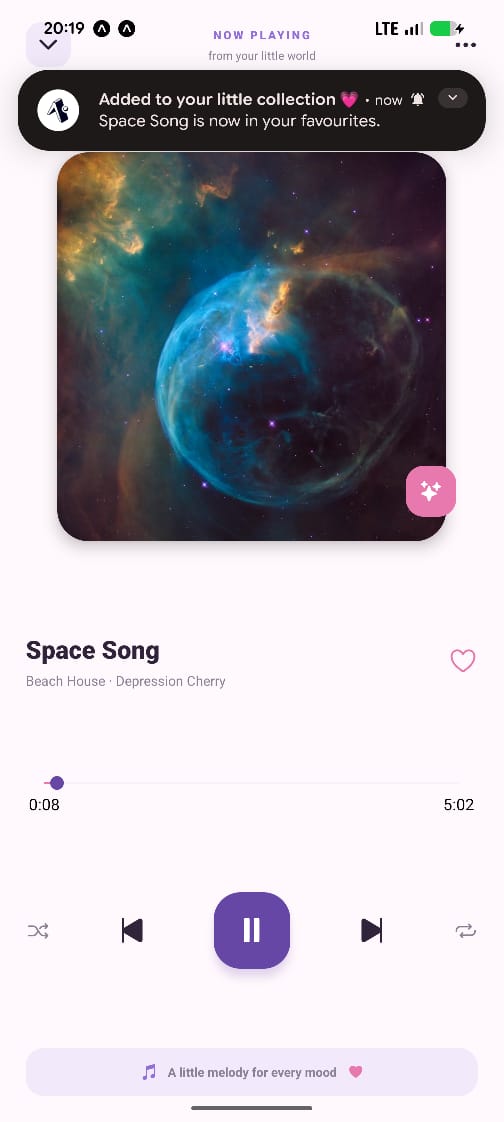 20:19
LTE
NOW PLAYING
from your little world
Added to your little collection 💗 • now
Space Song is now in your favourites.
Space Song
Beach House · Depression Cherry
0:08
5:02
A little melody for every mood